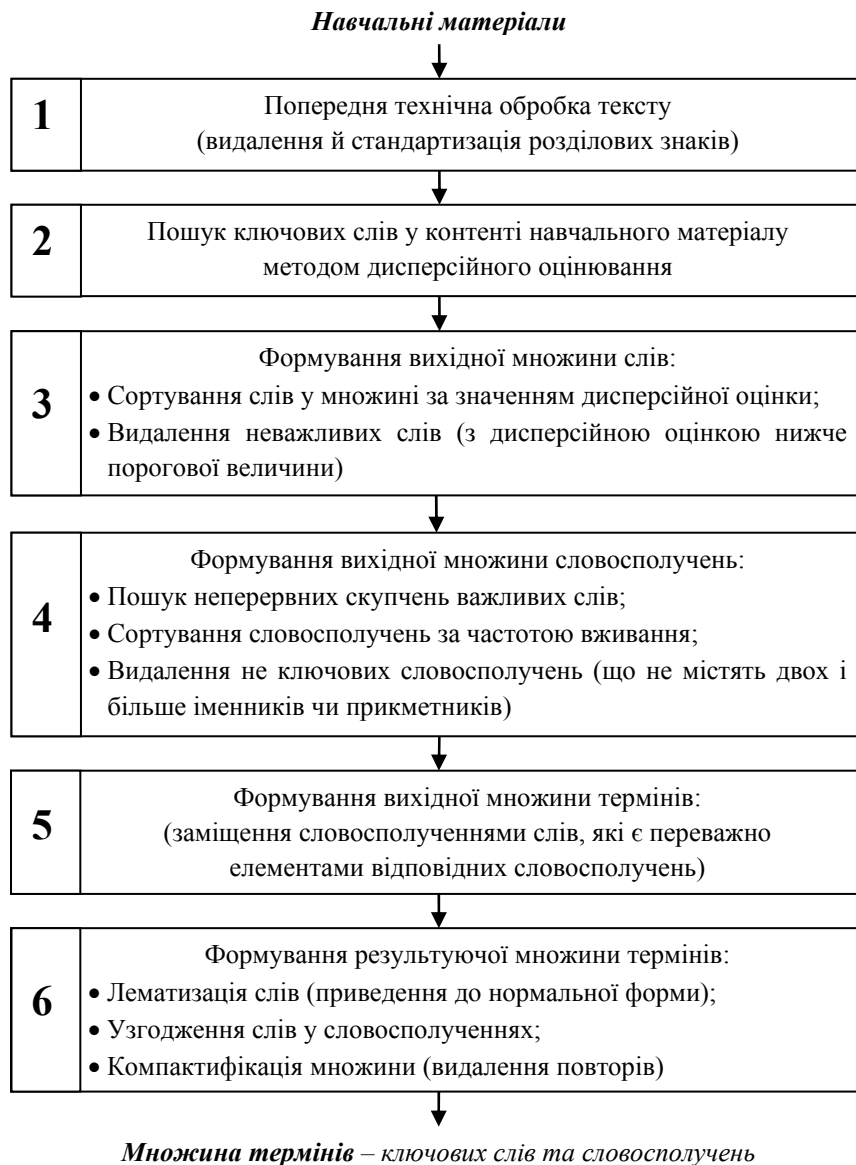 Навчальні матеріали
1
Попередня технічна обробка тексту
(видалення й стандартизація розділових знаків)
2
Пошук ключових слів у контенті навчального матеріалу
методом дисперсійного оцінювання
3
Формування вихідної множини слів:
• Сортування слів у множині за значенням дисперсійної оцінки;
• Видалення неважливих слів (з дисперсійною оцінкою нижче
порогової величини)
4
Формування вихідної множини словосполучень:
• Пошук неперервних скупчень важливих слів;
• Сортування словосполучень за частотою вживання;
• Видалення не ключових словосполучень (що не містять двох і
більше іменників чи прикметників)
5
Формування вихідної множини термінів:
(заміщення словосполученнями слів, які є переважно
елементами відповідних словосполучень)
6
Формування результуючої множини термінів:
• Лематизація слів (приведення до нормальної форми);
• Узгодження слів у словосполученнях;
• Компактифікація множини (видалення повторів)
Множина термінів – ключових слів та словосполучень